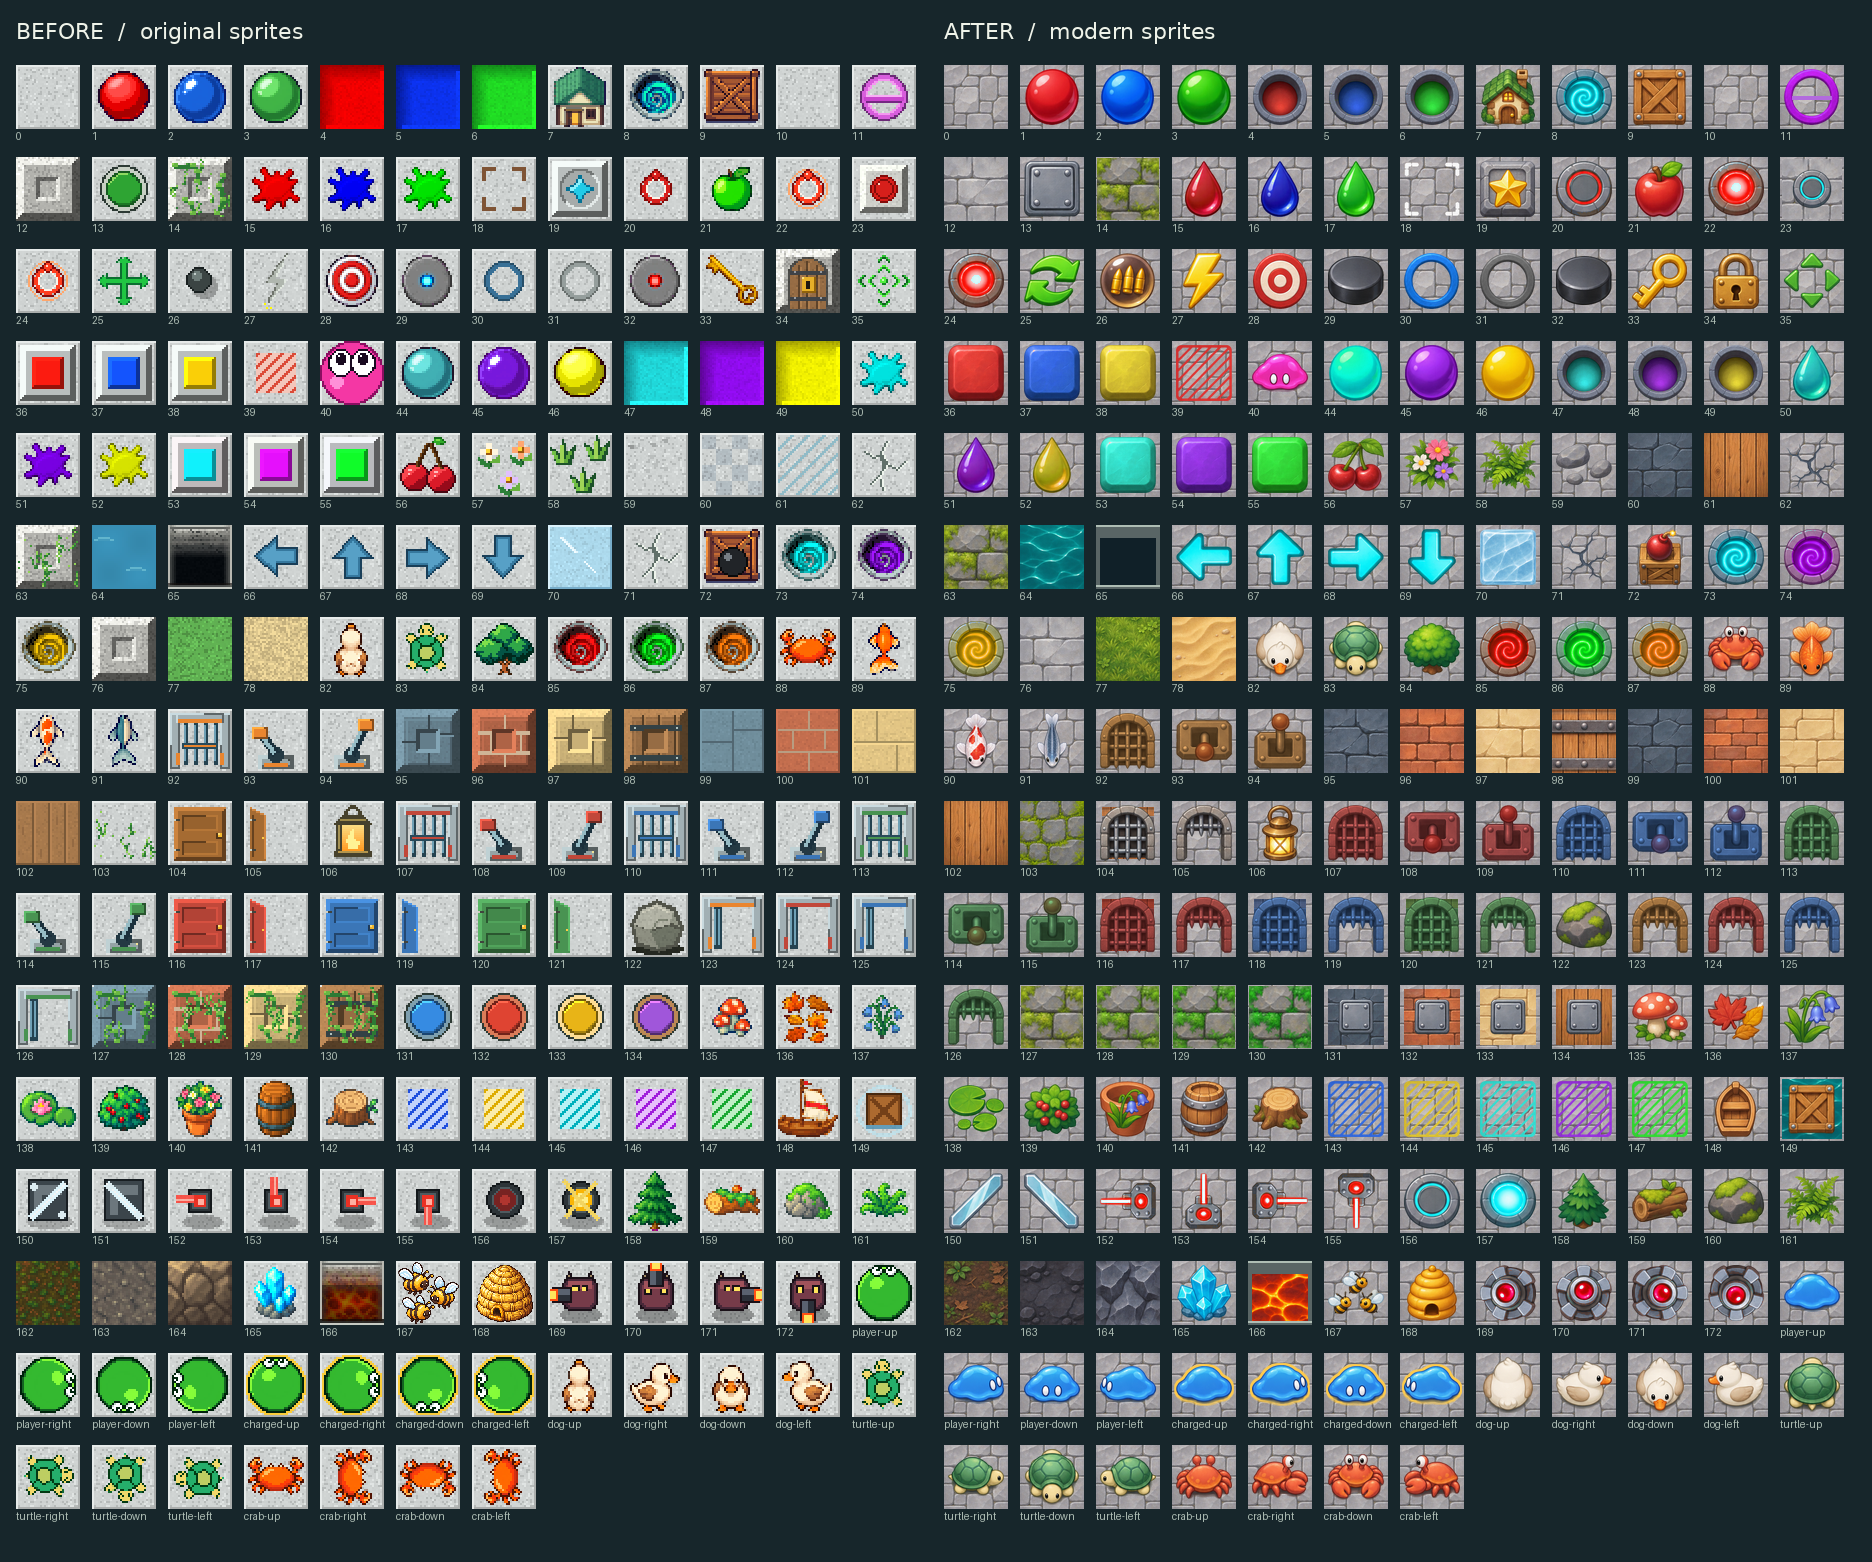 BEFORE / original sprites AFTER / modern sprites
0 1 2 3 4 5 6 7 8 9 10 11 0 1 2 3 4 5 6 7 8 9 10 11
12 13 14 15 16 17 18 19 20 21 22 23 12 13 14 15 16 17 18 19 20 21 22 23
24 25 26 27 28 29 30 31 32 33 34 35 24 25 26 27 28 29 30 31 32 33 34 35
36 37 38 39 40 44 45 46 47 48 49 50 36 37 38 39 40 44 45 46 47 48 49 50
51 52 53 54 55 56 57 58 59 60 61 62 51 52 53 54 55 56 57 58 59 60 61 62
63 64 65 66 67 68 69 70 71 72 73 74 63 64 65 66 67 68 69 70 71 72 73 74
75 76 77 78 82 83 84 85 86 87 88 89 75 76 77 78 82 83 84 85 86 87 88 89
90 91 92 93 94 95 96 97 98 99 100 101 90 91 92 93 94 95 96 97 98 99 100 101
102 103 104 105 106 107 108 109 110 111 112 113 102 103 104 105 106 107 108 109 110 111 112 113
114 115 116 117 118 119 120 121 122 123 124 125 114 115 116 117 118 119 120 121 122 123 124 125
126 127 128 129 130 131 132 133 134 135 136 137 126 127 128 129 130 131 132 133 134 135 136 137
138 139 140 141 142 143 144 145 146 147 148 149 138 139 140 141 142 143 144 145 146 147 148 149
150 151 152 153 154 155 156 157 158 159 160 161 150 151 152 153 154 155 156 157 158 159 160 161
162 163 164 165 166 167 168 169 170 171 172 player-up 162 163 164 165 166 167 168 169 170 171 172 player-up
player-right player-down player-left charged-up charged-right charged-down charged-left dog-up dog-right dog-down dog-left turtle-up player-right player-down player-left charged-up charged-right charged-down charged-left dog-up dog-right dog-down dog-left turtle-up
turtle-right turtle-down turtle-left crab-up crab-right crab-down crab-left turtle-right turtle-down turtle-left crab-up crab-right crab-down crab-left